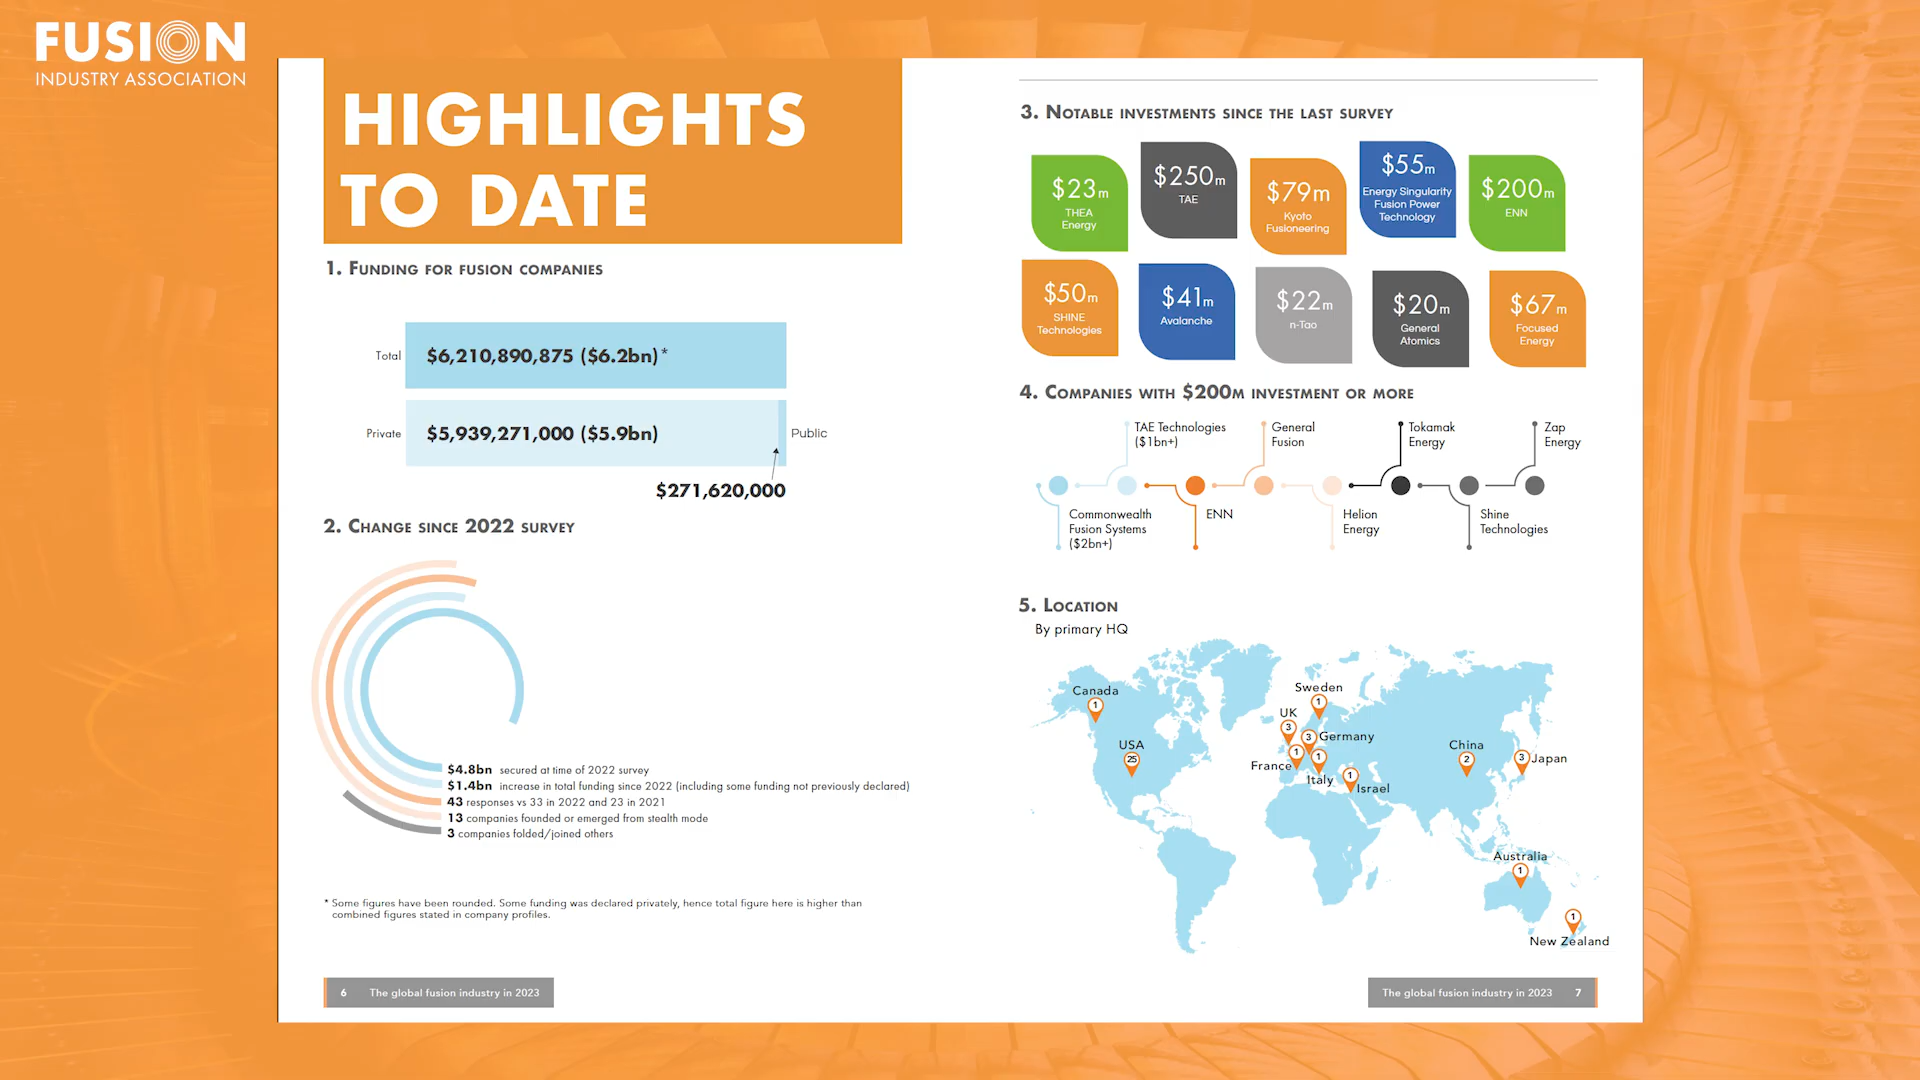 FUSION
INDUSTRY ASSOCIATION
HIGHLIGHTS
TO DATE
1. Funding for fusion companies
Total
$6,210,890,875 ($6.2bn)*
Private
$5,939,271,000 ($5.9bn)
Public
$271,620,000
2. Change since 2022 survey
$4.8bn secured at time of 2022 survey
$1.4bn increase in total funding since 2022 (including some funding not previously declared)
43 responses vs 33 in 2022 and 23 in 2021
13 companies founded or emerged from stealth mode
3 companies folded/joined others
* Some figures have been rounded. Some funding was declared privately, hence total figure here is higher than
combined figures stated in company profiles.
6 The global fusion industry in 2023
3. Notable investments since the last survey
$23m
THEA
Energy
$250m
TAE
$79m
Kyoto
Fusioneering
$55m
Energy Singularity
Fusion Power
Technology
$200m
ENN
$50m
SHINE
Technologies
$41m
Avalanche
$22m
n-Tao
$20m
General
Atomics
$67m
Focused
Energy
4. Companies with $200m investment or more
TAE Technologies
($1bn+)
General
Fusion
Tokamak
Energy
Zap
Energy
Commonwealth
Fusion Systems
($2bn+)
ENN
Helion
Energy
Shine
Technologies
5. Location
By primary HQ
Canada
1
Sweden
1
UK
3
3
Germany
USA
25
France
1
1
Italy
1
Israel
China
2
3
Japan
Australia
1
1
New Zealand
The global fusion industry in 2023 7